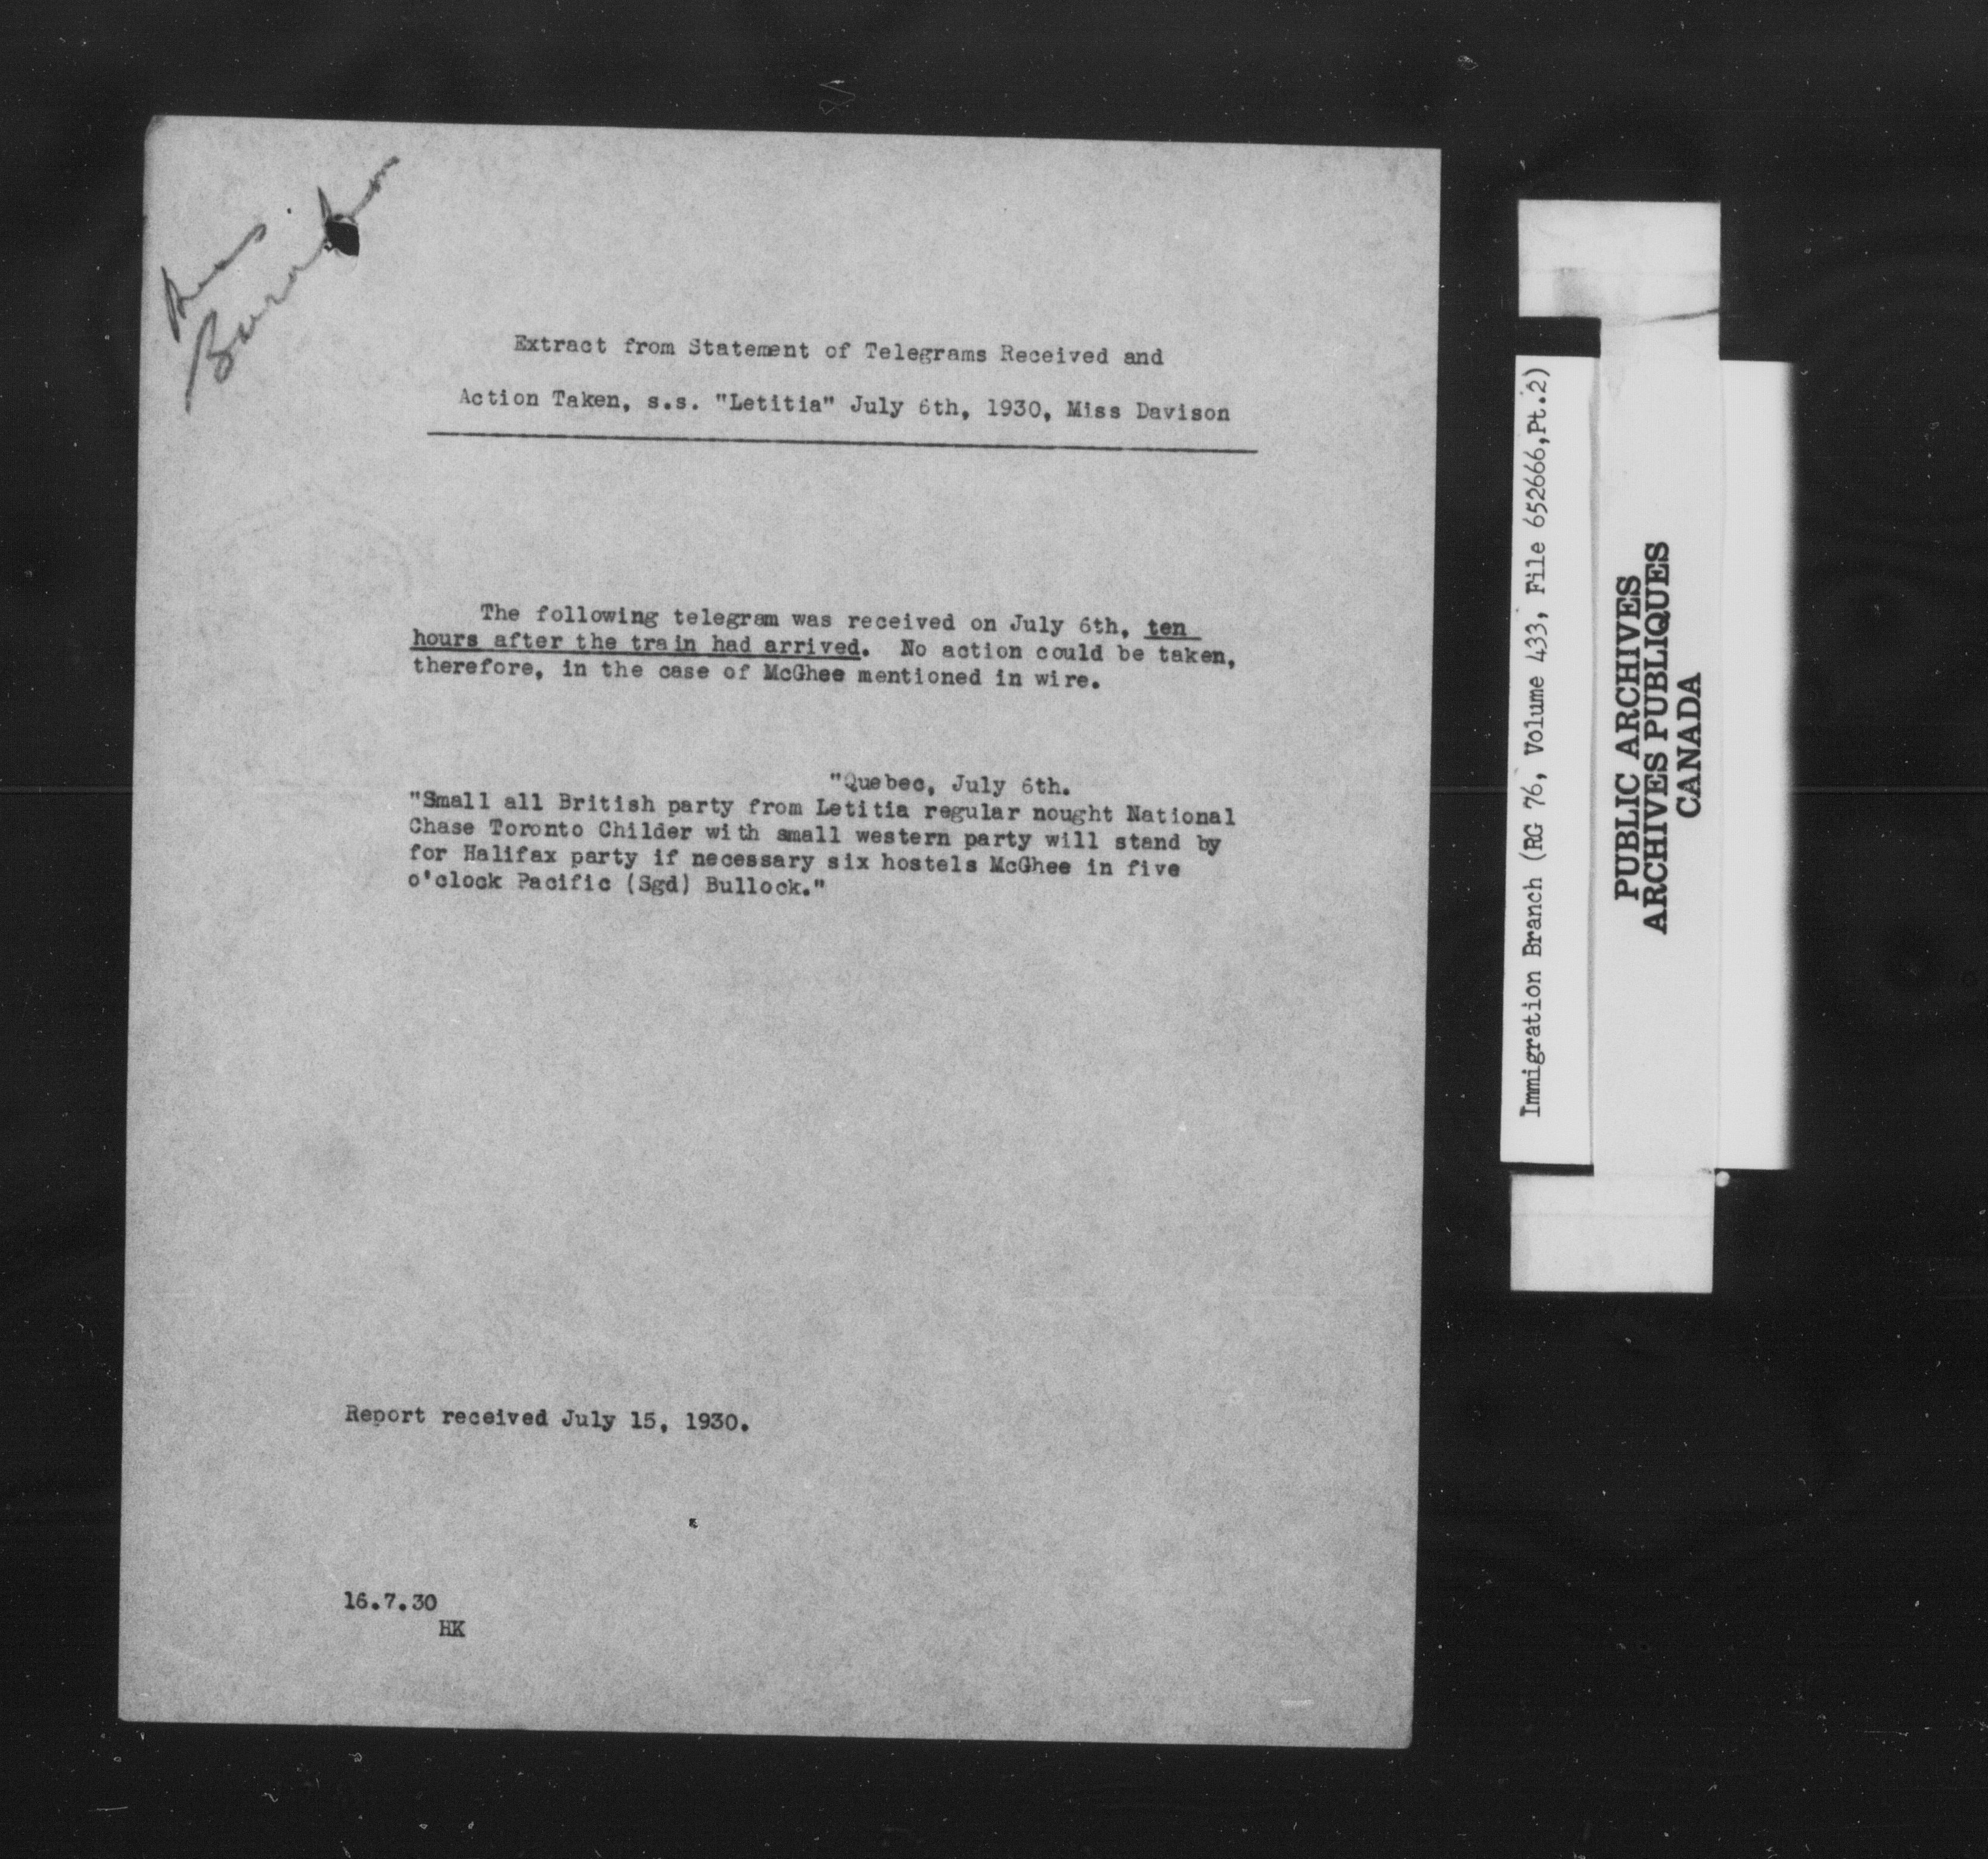 Extract from Statement of Telegrams Received and
Action Taken, s.s. "Letitia" July 6th, 1930, Miss Davison
The following telegram was received on July 6th, ten
hours after the train had arrived. No action could be taken,
therefore, in the case of McGhee mentioned in wire.
"Quebec, July 6th.
"Small all British party from Letitia regular nought National
Chase Toronto Childer with small western party will stand by
for Halifax party if necessary six hostels McGhee in five
o'clock Pacific (Sgd) Bullock."
Report received July 15, 1930.
16.7.30
HK
Immigration Branch (RG 76, Volume 433, File 652666,Pt.2)
PUBLIC ARCHIVES
ARCHIVES PUBLIQUES
CANADA